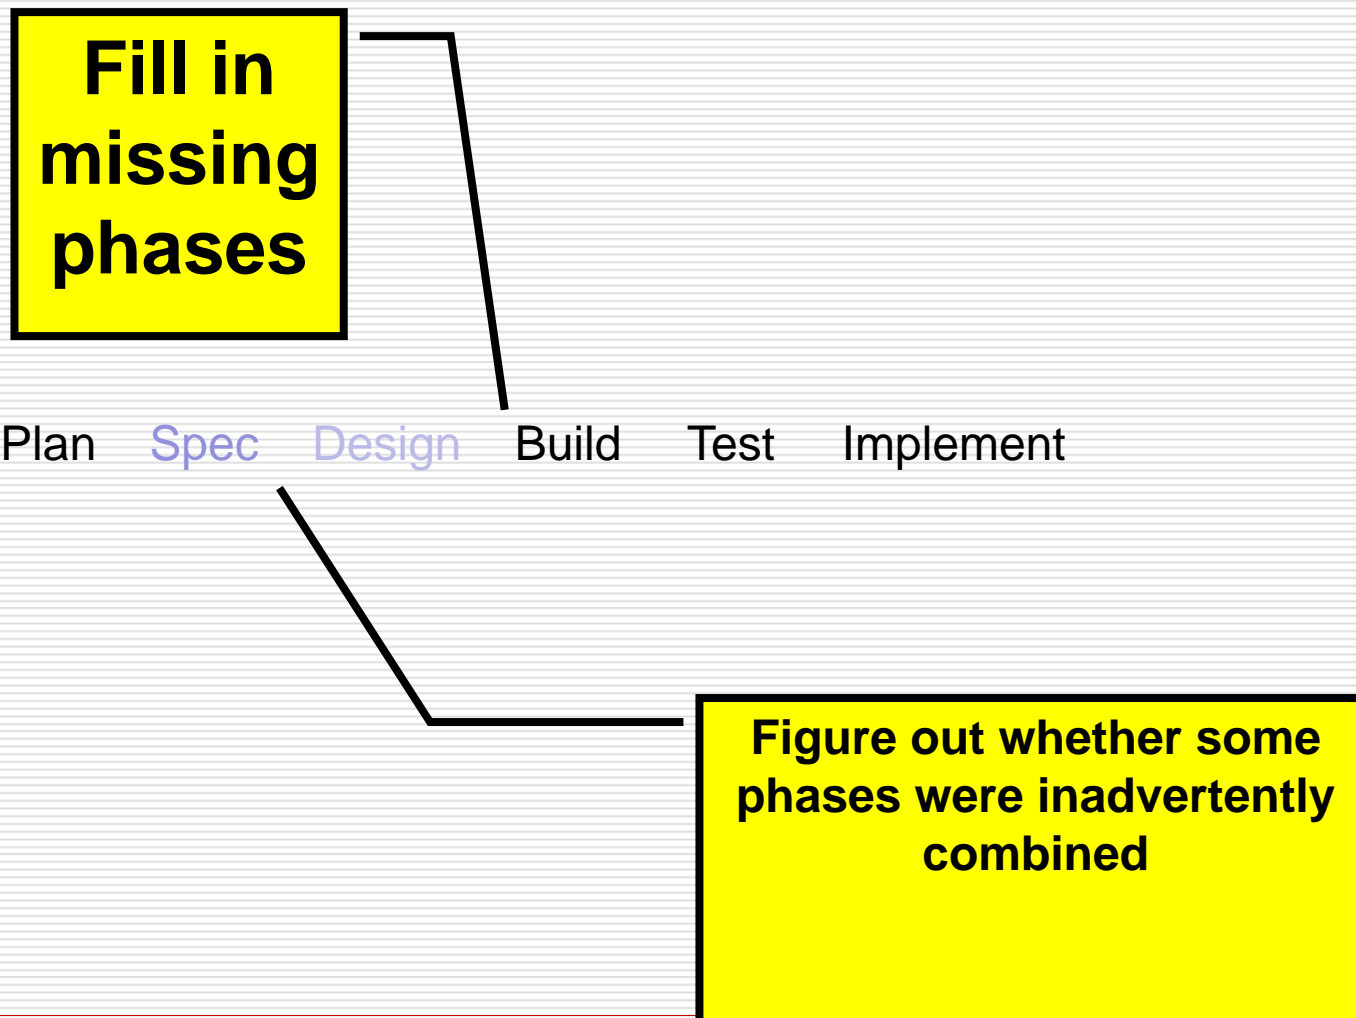 Fill in
missing
phases
Plan Spec Design Build Test Implement
Figure out whether some
phases were inadvertently
combined